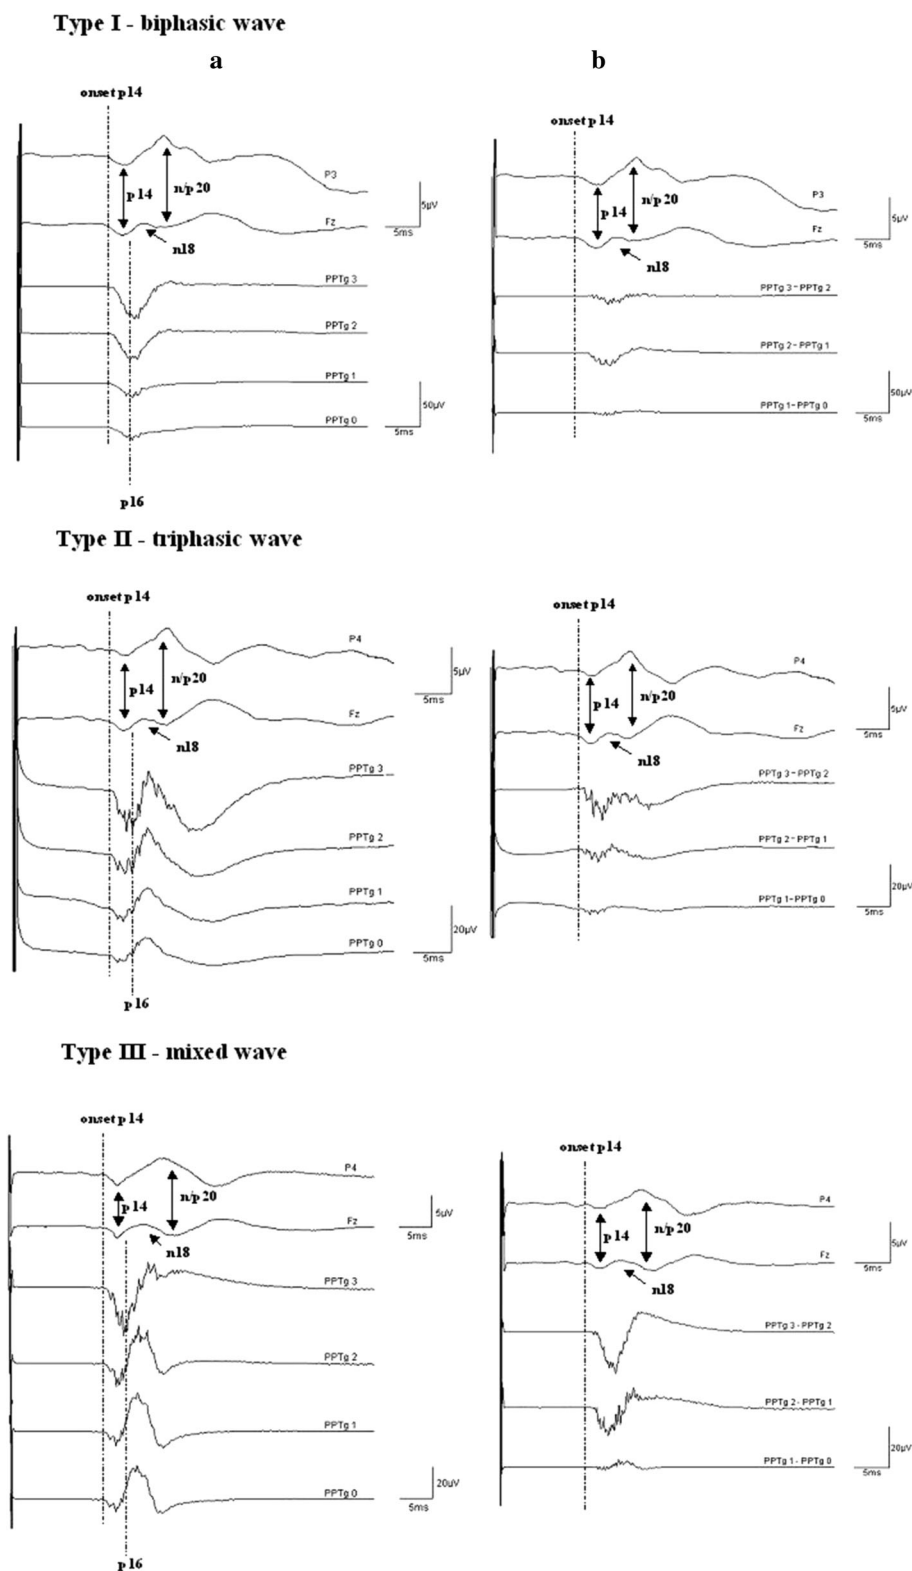 Type I - biphasic wave
a
b
onset p14
P3
p14
n/p 20
Fz
n18
PPTg 3
PPTg 2
PPTg 1
PPTg 0
5µV
5ms
50µV
5ms
p16
onset p14
P3
p 14
n/p 20
Fz
n18
PPTg 3-PPTg 2
PPTg 2-PPTg 1
PPTg 1-PPTg 0
5µV
5ms
50µV
5ms
Type II - triphasic wave
onset p14
P4
p14
n/p20
Fz
n18
PPTg 3
PPTg 2
PPTg 1
PPTg 0
5µV
5ms
20µV
5ms
p16
onset p14
P4
p14
n/p20
Fz
n18
PPTg 3-PPTg 2
PPTg 2-PPTg 1
PPTg 1-PPTg 0
5µV
5ms
20µV
5ms
Type III - mixed wave
onset p14
P4
p 14
n/p 20
Fz
n18
PPTg 3
PPTg 2
PPTg 1
PPTg 0
5µV
5ms
20µV
5ms
p16
onset p14
P4
p14
n/p 20
Fz
n18
PPTg 3-PPTg 2
PPTg 2-PPTg 1
PPTg 1-PPTg 0
5µV
5ms
20µV
5ms